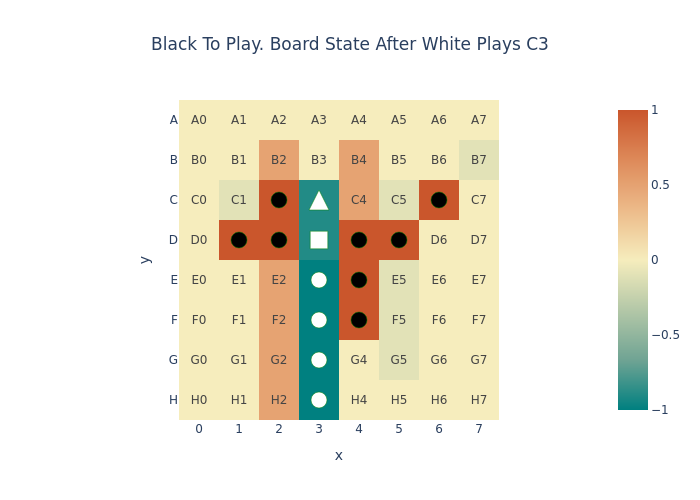 Black To Play. Board State After White Plays C3
A A0 A1 A2 A3 A4 A5 A6 A7
B B0 B1 B2 B3 B4 B5 B6 B7
C C0 C1 C4 C5 C7
D D0 D6 D7
E E0 E1 E2 E5 E6 E7
F F0 F1 F2 F5 F6 F7
G G0 G1 G2 G4 G5 G6 G7
H H0 H1 H2 H4 H5 H6 H7
0 1 2 3 4 5 6 7
x
y
1
0.5
0
−0.5
−1